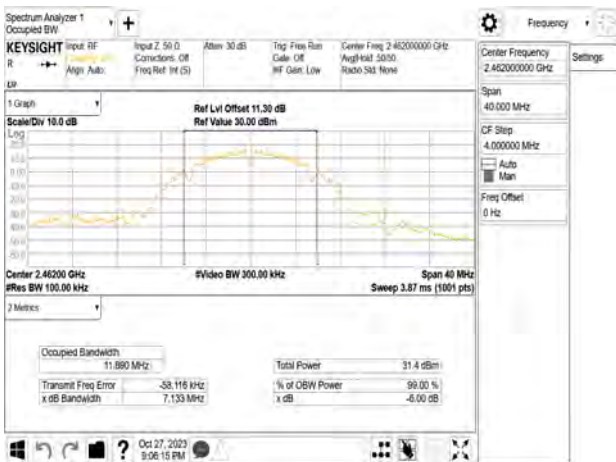 Spectrum Analyzer 1
Occupied BW
Frequency
Settings
KEYSIGHT
Input: RF
Align: Auto
Input Z: 50 Ω
Corrections: Off
Freq Ref: Int (S)
Atten: 30 dB
Trig: Free Run
Gate: Off
#IF Gain: Low
Center Freq: 2.462000000 GHz
Avg|Hold: 50/50
Radio Std: None
Center Frequency
2.462000000 GHz
Span
40.000 MHz
CF Step
4.000000 MHz
Auto
Man
Freq Offset
0 Hz
1 Graph
Scale/Div 10.0 dB
Log
Ref Lvl Offset 11.30 dB
Ref Value 30.00 dBm
Center 2.46200 GHz
#Video BW 300.00 kHz
Span 40 MHz
#Res BW 100.00 kHz
Sweep 3.87 ms (1001 pts)
2 Metrics
Occupied Bandwidth
11.890 MHz
Total Power
31.4 dBm
Transmit Freq Error
-58.116 kHz
% of OBW Power
99.00 %
x dB Bandwidth
7.133 MHz
x dB
-6.00 dB
Oct 27, 2023
9:06:15 PM